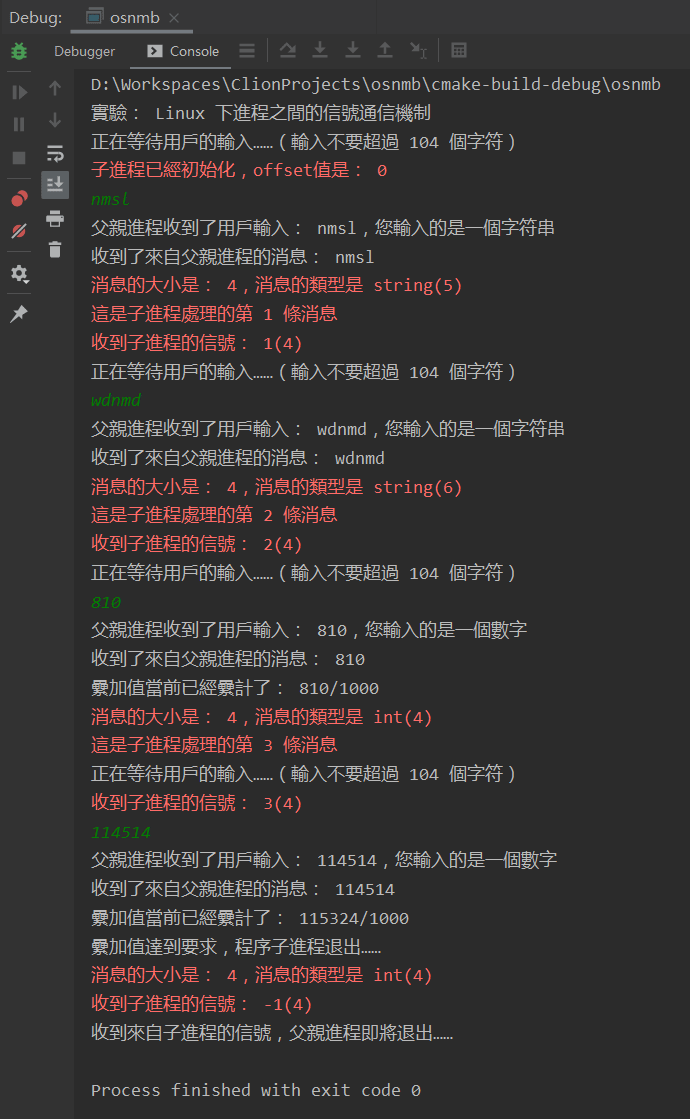 Debug: osnmb
Debugger Console
D:\Workspaces\ClionProjects\osnmb\cmake-build-debug\osnmb
實驗： Linux 下進程之間的信號通信機制
正在等待用戶的輸入……（輸入不要超過 104 個字符）
子進程已經初始化，offset值是： 0
nmsl
父親進程收到了用戶輸入： nmsl，您輸入的是一個字符串
收到了來自父親進程的消息： nmsl
消息的大小是： 4，消息的類型是 string(5)
這是子進程處理的第 1 條消息
收到子進程的信號： 1(4)
正在等待用戶的輸入……（輸入不要超過 104 個字符）
wdnmd
父親進程收到了用戶輸入： wdnmd，您輸入的是一個字符串
收到了來自父親進程的消息： wdnmd
消息的大小是： 4，消息的類型是 string(6)
這是子進程處理的第 2 條消息
收到子進程的信號： 2(4)
正在等待用戶的輸入……（輸入不要超過 104 個字符）
810
父親進程收到了用戶輸入： 810，您輸入的是一個數字
收到了來自父親進程的消息： 810
纍加值當前已經纍計了： 810/1000
消息的大小是： 4，消息的類型是 int(4)
這是子進程處理的第 3 條消息
正在等待用戶的輸入……（輸入不要超過 104 個字符）
收到子進程的信號： 3(4)
114514
父親進程收到了用戶輸入： 114514，您輸入的是一個數字
收到了來自父親進程的消息： 114514
纍加值當前已經纍計了： 115324/1000
纍加值達到要求，程序子進程退出……
消息的大小是： 4，消息的類型是 int(4)
收到子進程的信號： -1(4)
收到來自子進程的信號，父親進程即將退出……
Process finished with exit code 0